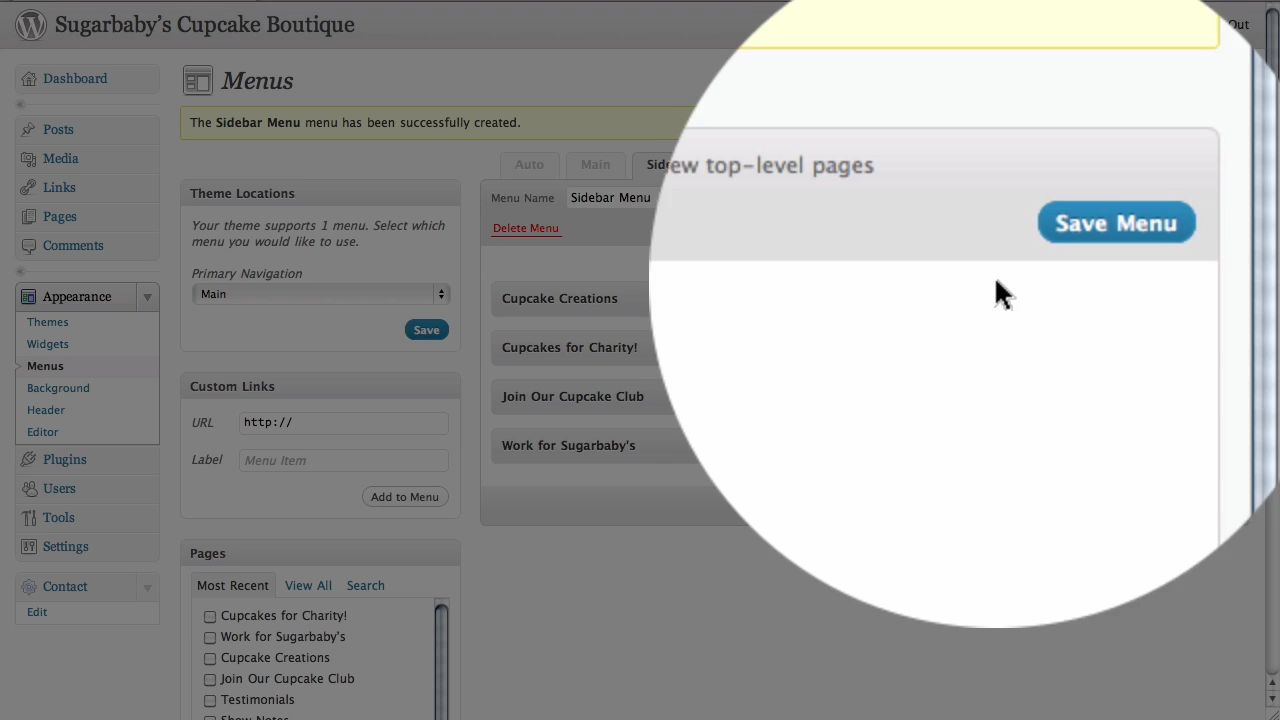 Sugarbaby's Cupcake Boutique
Out
Dashboard
Posts
Media
Links
Pages
Comments
Appearance
Themes
Widgets
Menus
Background
Header
Editor
Plugins
Users
Tools
Settings
Contact
Edit
Menus
The Sidebar Menu menu has been successfully created.
Theme Locations
Your theme supports 1 menu. Select which
menu you would like to use.
Primary Navigation
Main
Save
Custom Links
URL http://
Label Menu Item
Add to Menu
Pages
Most Recent View All Search
Cupcakes for Charity!
Work for Sugarbaby's
Cupcake Creations
Join Our Cupcake Club
Testimonials
Show Notes
Auto Main
Menu Name Sidebar Menu
Delete Menu
top-level pages
Save Menu
Cupcake Creations
Cupcakes for Charity!
Join Our Cupcake Club
Work for Sugarbaby's